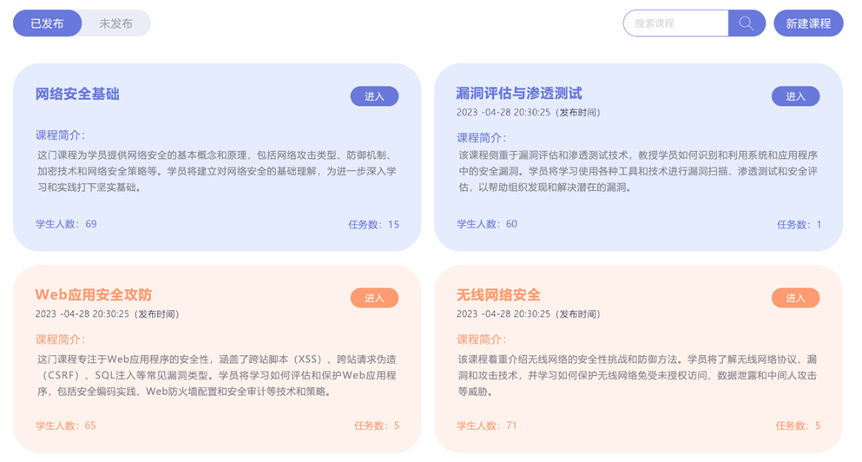 已发布
未发布
搜索课程
新建课程
网络安全基础
进入
课程简介：
这门课程为学员提供网络安全的基本概念和原理，包括网络攻击类型、防御机制、
加密技术和网络安全策略等。学员将建立对网络安全的基础理解，为进一步深入学
习和实践打下坚实基础。
学生人数：69
任务数：15
漏洞评估与渗透测试
进入
2023 -04-28 20:30:25（发布时间）
课程简介：
该课程侧重于漏洞评估和渗透测试技术，教授学员如何识别和利用系统和应用程序
中的安全漏洞。学员将学习使用各种工具和技术进行漏洞扫描、渗透测试和安全评
估，以帮助组织发现和解决潜在的漏洞。
学生人数：60
任务数：1
Web应用安全攻防
进入
2023 -04-28 20:30:25（发布时间）
课程简介：
这门课程专注于Web应用程序的安全性，涵盖了跨站脚本（XSS）、跨站请求伪造
（CSRF）、SQL注入等常见漏洞类型。学员将学习如何评估和保护Web应用程
序，包括安全编码实践、Web防火墙配置和安全审计等技术和策略。
学生人数：65
任务数：5
无线网络安全
进入
2023 -04-28 20:30:25（发布时间）
课程简介：
该课程着重介绍无线网络的安全性挑战和防御方法。学员将了解无线网络协议、漏
洞和攻击技术，并学习如何保护无线网络免受未授权访问、数据泄露和中间人攻击
等威胁。
学生人数：71
任务数：5